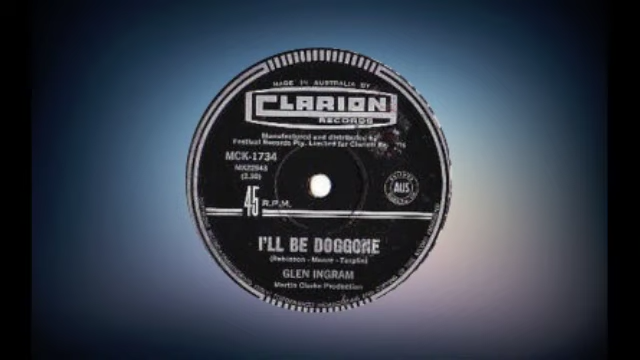 MADE IN AUSTRALIA BY
CLARION
RECORDS
Manufactured and distributed by
Festival Records Pty. Limited for Clarion
MCK-1734
(2.30)
45 R.P.M.
AUS
I'LL BE DOGGONE
(Robinson - Moore - Tarplin)
GLEN INGRAM
Martin Clarke Production